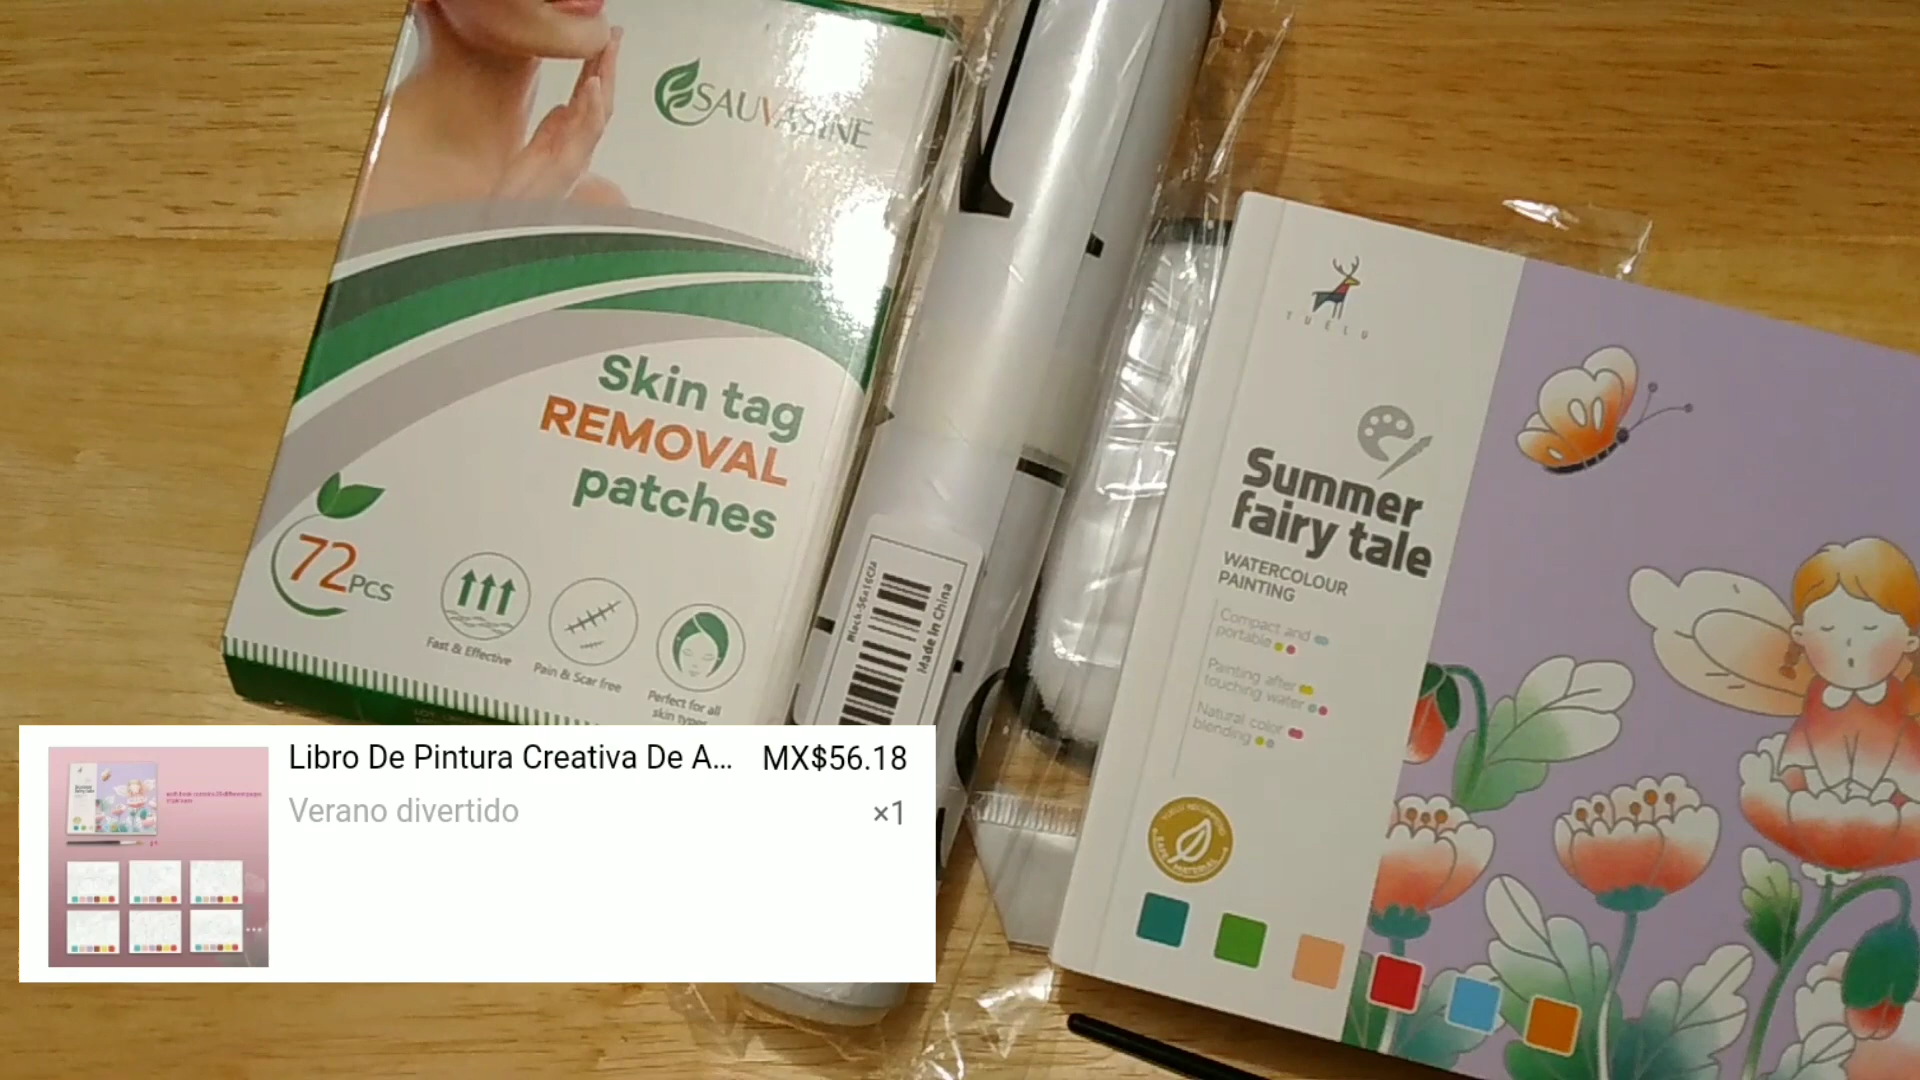 SAUVASINE
Skin tag
REMOVAL
patches
72PCS
Fast & Effective
Pain & Scar free
Perfect for all
skin types
Made in China
TUELU
Summer
fairy tale
WATERCOLOUR
PAINTING
Compact and
portable
Painting after
touching water
Natural color
blending
Libro De Pintura Creativa De A...
MX$56.18
Verano divertido
×1